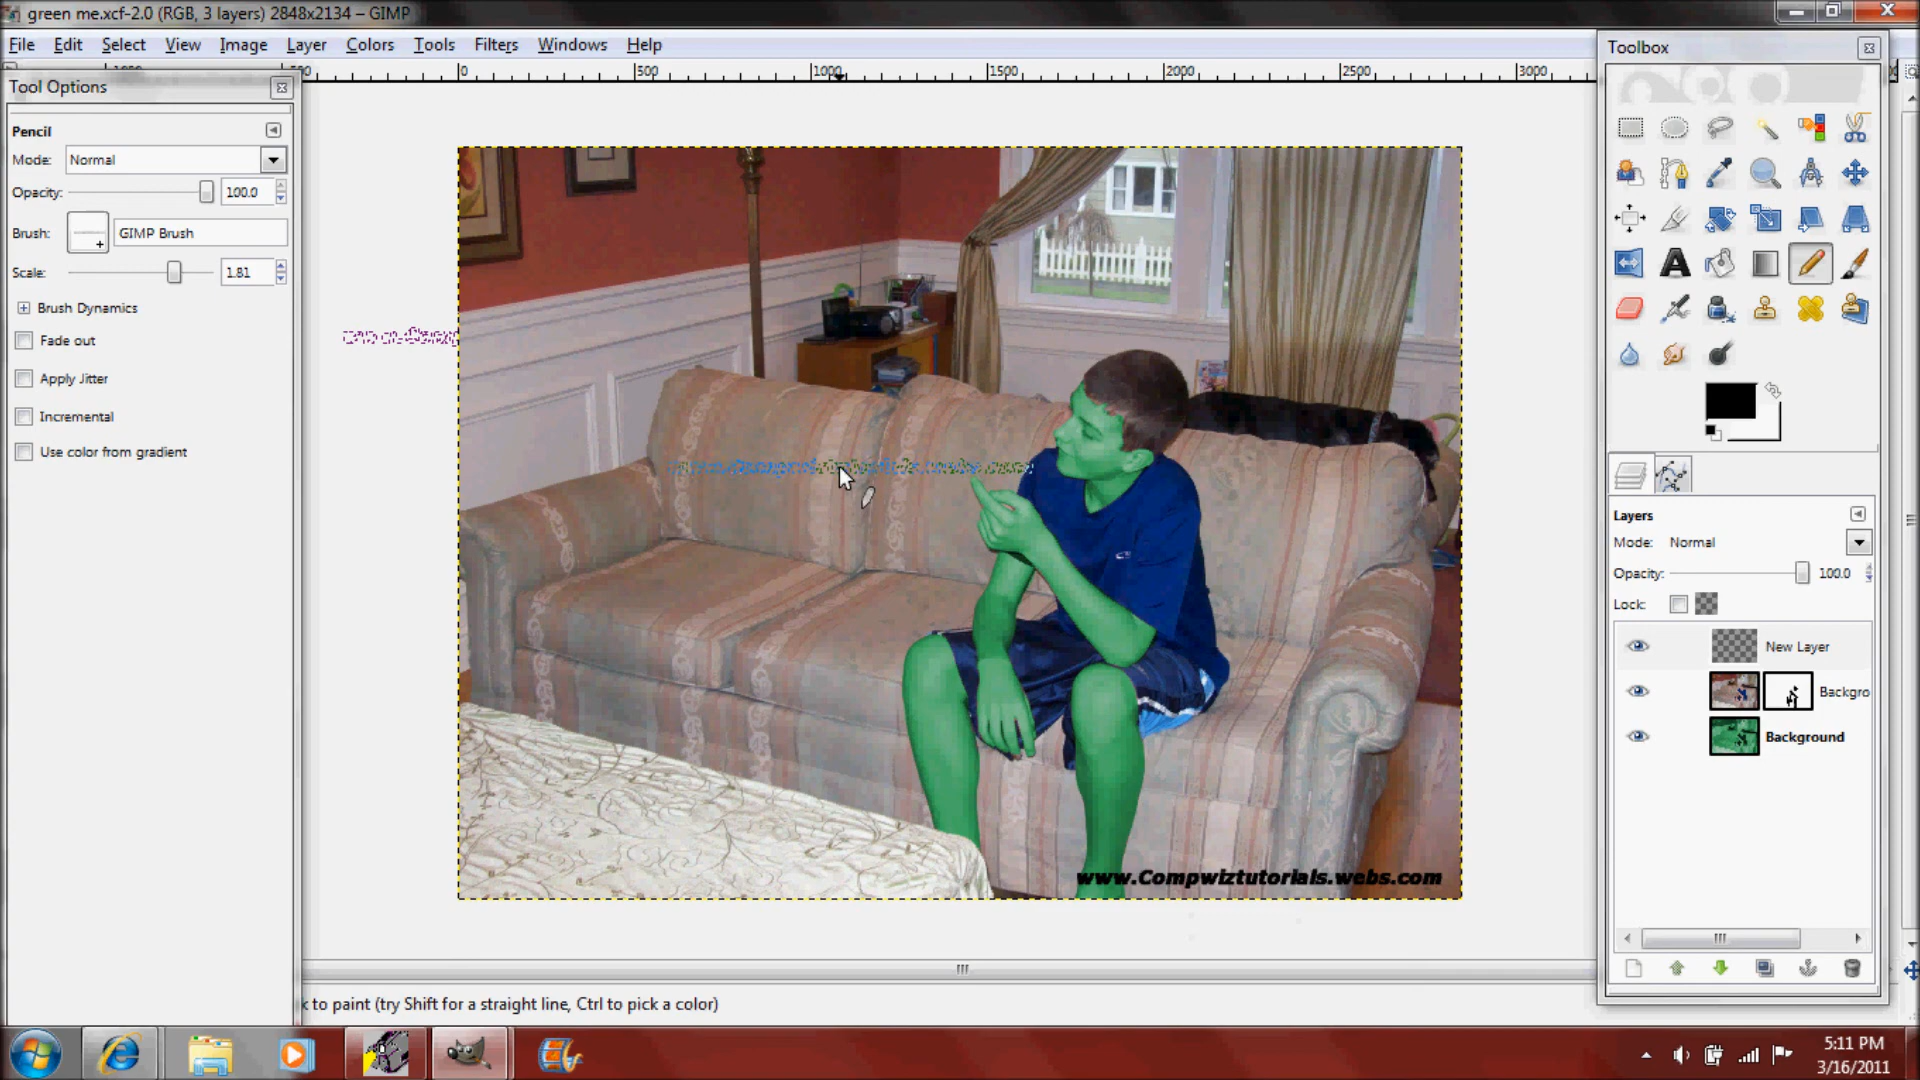 green me.xcf-2.0 (RGB, 3 layers) 2848x2134 – GIMP
File Edit Select View Image Layer Colors Tools Filters Windows Help
Toolbox
0 500 1000 1500 2000 2500 3000
Tool Options
Pencil
Mode: Normal
Opacity: 100.0
Brush: GIMP Brush
Scale: 1.81
Brush Dynamics
Fade out
Apply Jitter
Incremental
Use color from gradient
www.Compwiztutorials.webs.com
Layers
Mode: Normal
Opacity: 100.0
Lock:
New Layer
Backgro
Background
k to paint (try Shift for a straight line, Ctrl to pick a color)
5:11 PM
3/16/2011